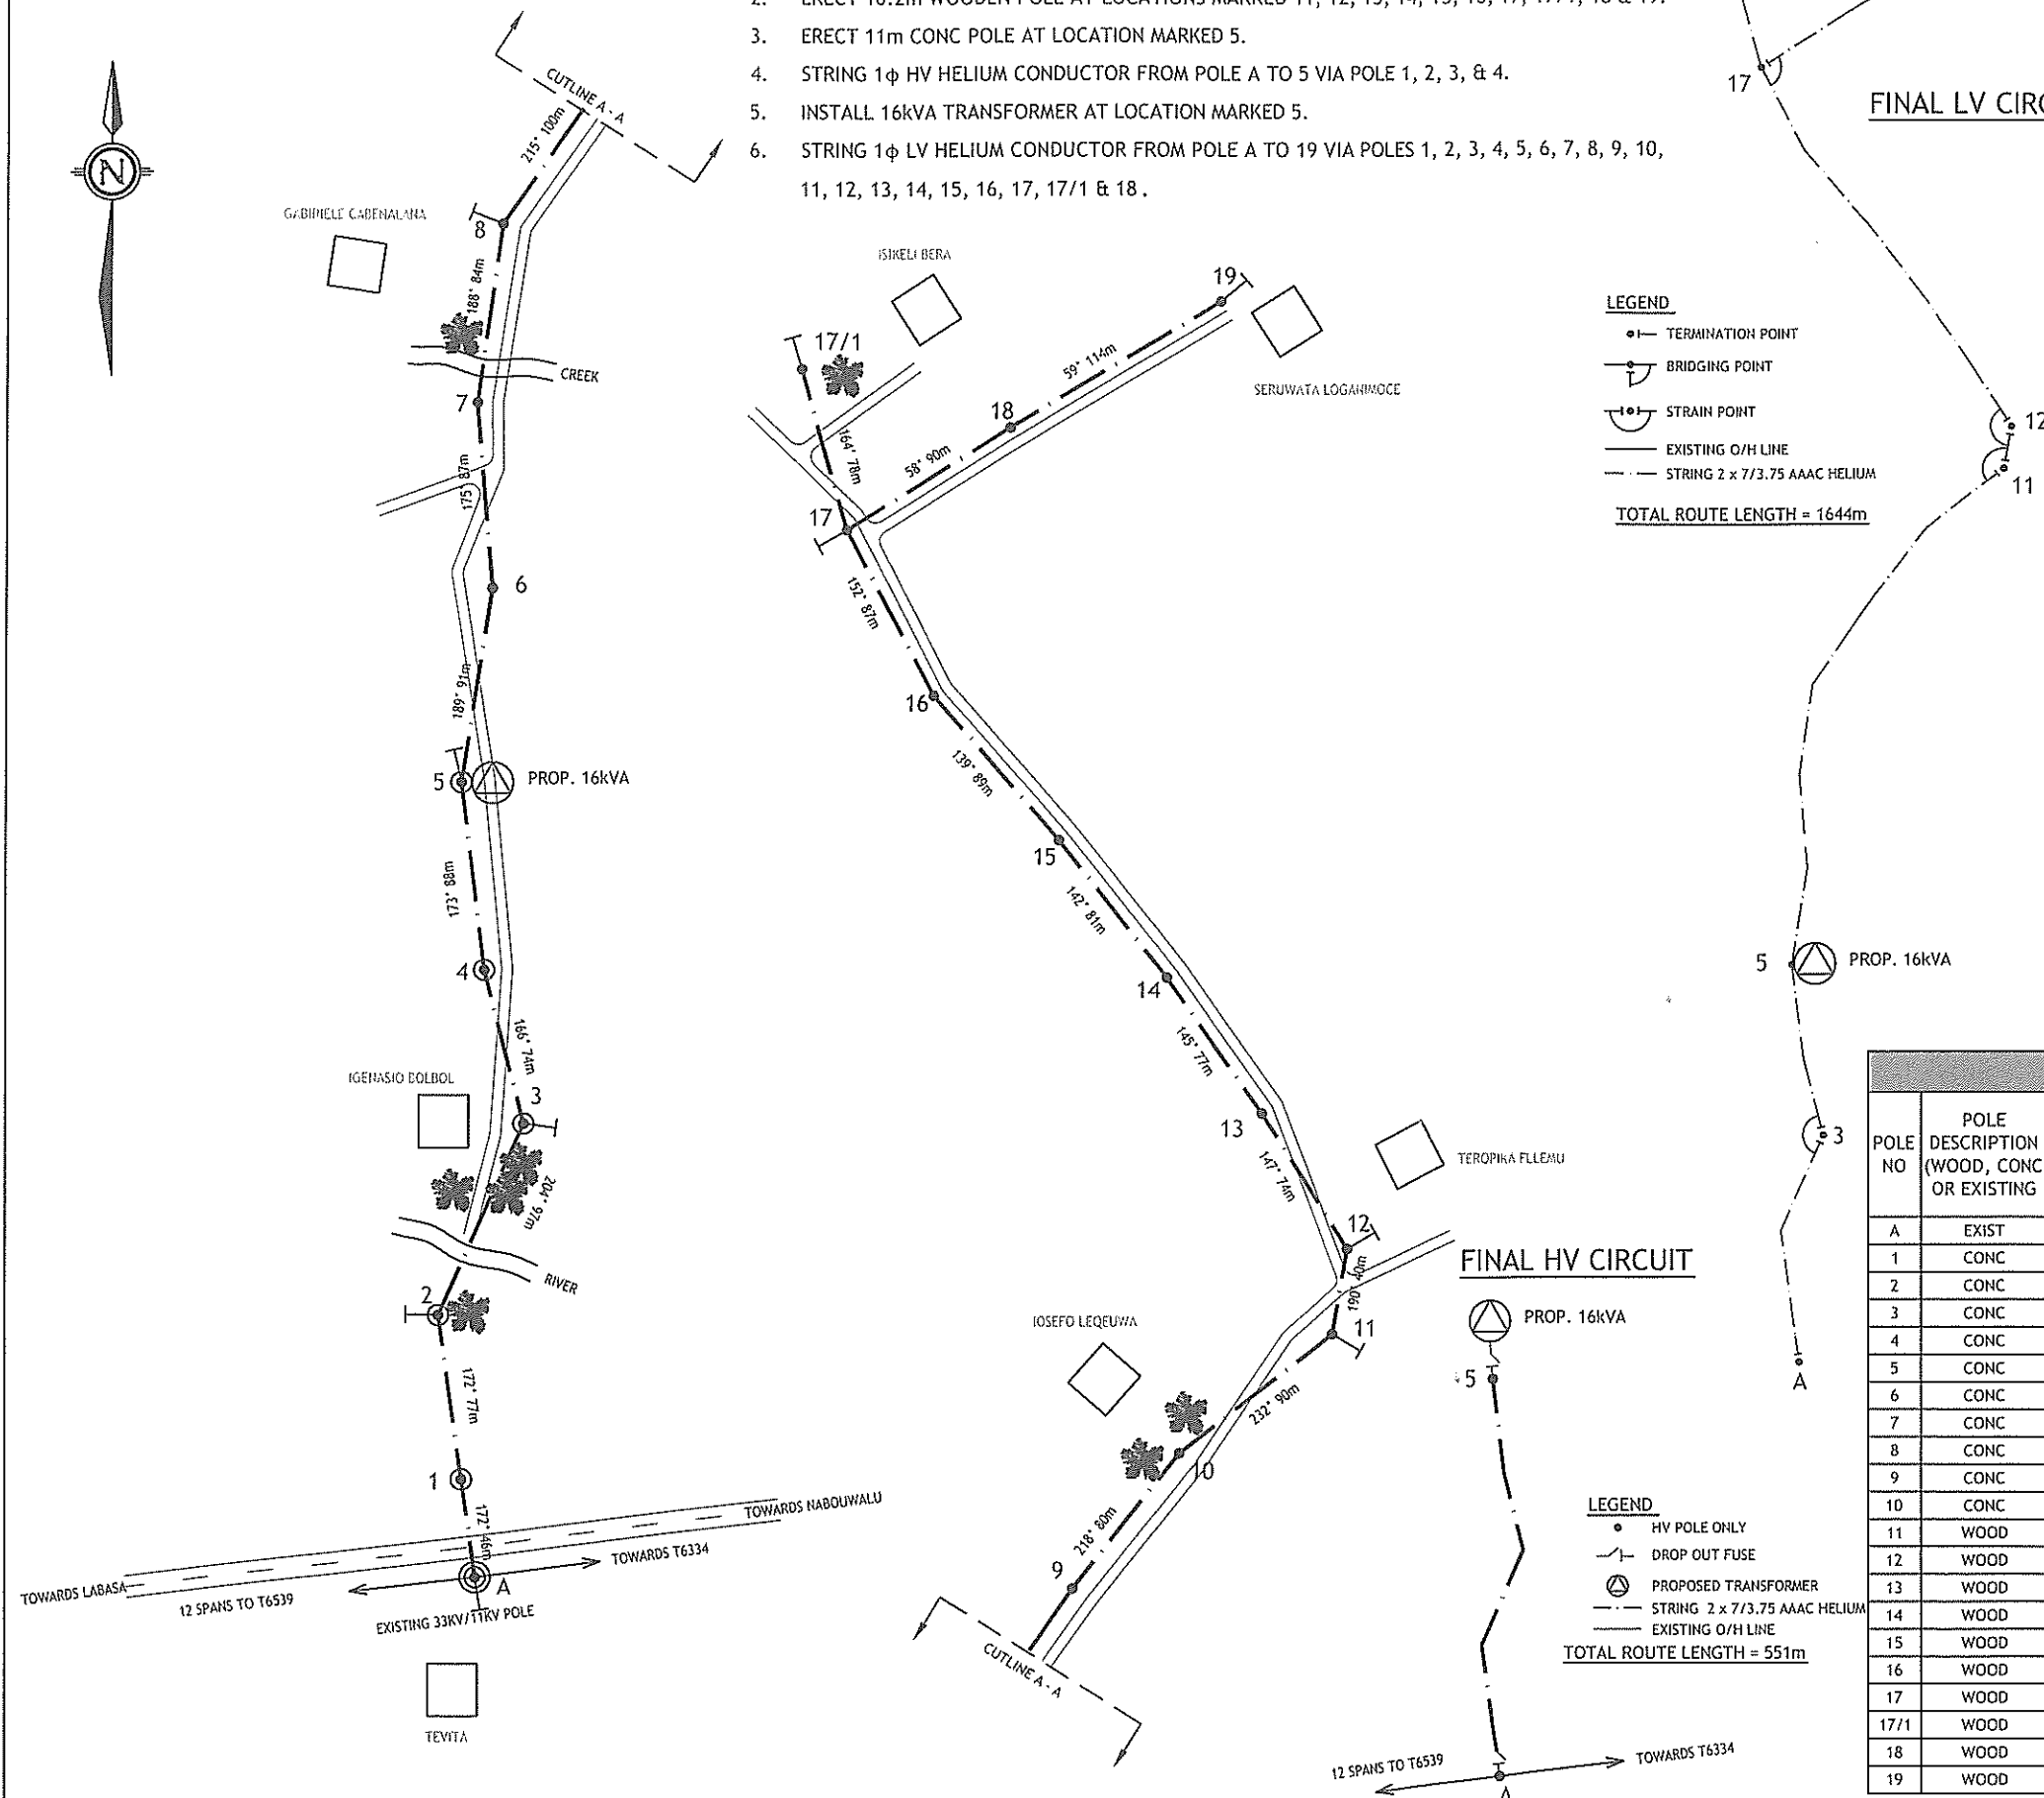 3. ERECT 11m CONC POLE AT LOCATION MARKED 5.
4. STRING 1ϕ HV HELIUM CONDUCTOR FROM POLE A TO 5 VIA POLE 1, 2, 3, & 4.
5. INSTALL 16kVA TRANSFORMER AT LOCATION MARKED 5.
6. STRING 1ϕ LV HELIUM CONDUCTOR FROM POLE A TO 19 VIA POLES 1, 2, 3, 4, 5, 6, 7, 8, 9, 10,
11, 12, 13, 14, 15, 16, 17, 17/1 & 18.
N
CUTLINE A - A
215° 100m
GABIRIELE CABENALANA
8
188° 84m
CREEK
7
175° 87m
6
189° 91m
5
PROP. 16kVA
173° 88m
4
166° 74m
IGENASIO BOLBOL
3
204° 97m
RIVER
2
172° 77m
1
172° 46m
TOWARDS NABOUWALU
TOWARDS LABASA
12 SPANS TO T6539
TOWARDS T6334
A
EXISTING 33KV/11KV POLE
TEVITA
ISIKELI BERA
19
17/1
59° 114m
SERUWATA LOGANIMOCE
18
164° 78m
58° 90m
17
152° 87m
16
139° 89m
15
142° 81m
14
145° 77m
13
147° 74m
TEROPIKA
12
190° 40m
11
IOSEFO LEQEUWA
232° 90m
10
218° 80m
9
CUTLINE A - A
17
FINAL LV
LEGEND
TERMINATION POINT
BRIDGING POINT
STRAIN POINT
EXISTING O/H LINE
STRING 2 x 7/3.75 AAAC HELIUM
TOTAL ROUTE LENGTH = 1644m
12
11
5
PROP. 16kVA
3
A
FINAL HV CIRCUIT
PROP. 16kVA
5
LEGEND
HV POLE ONLY
DROP OUT FUSE
PROPOSED TRANSFORMER
STRING 2 x 7/3.75 AAAC HELIUM
EXISTING O/H LINE
TOTAL ROUTE LENGTH = 551m
12 SPANS TO T6539
TOWARDS T6334
POLE NO
POLE DESCRIPTION (WOOD, CONC OR EXISTING
A EXIST
1 CONC
2 CONC
3 CONC
4 CONC
5 CONC
6 CONC
7 CONC
8 CONC
9 CONC
10 CONC
11 WOOD
12 WOOD
13 WOOD
14 WOOD
15 WOOD
16 WOOD
17 WOOD
17/1 WOOD
18 WOOD
19 WOOD